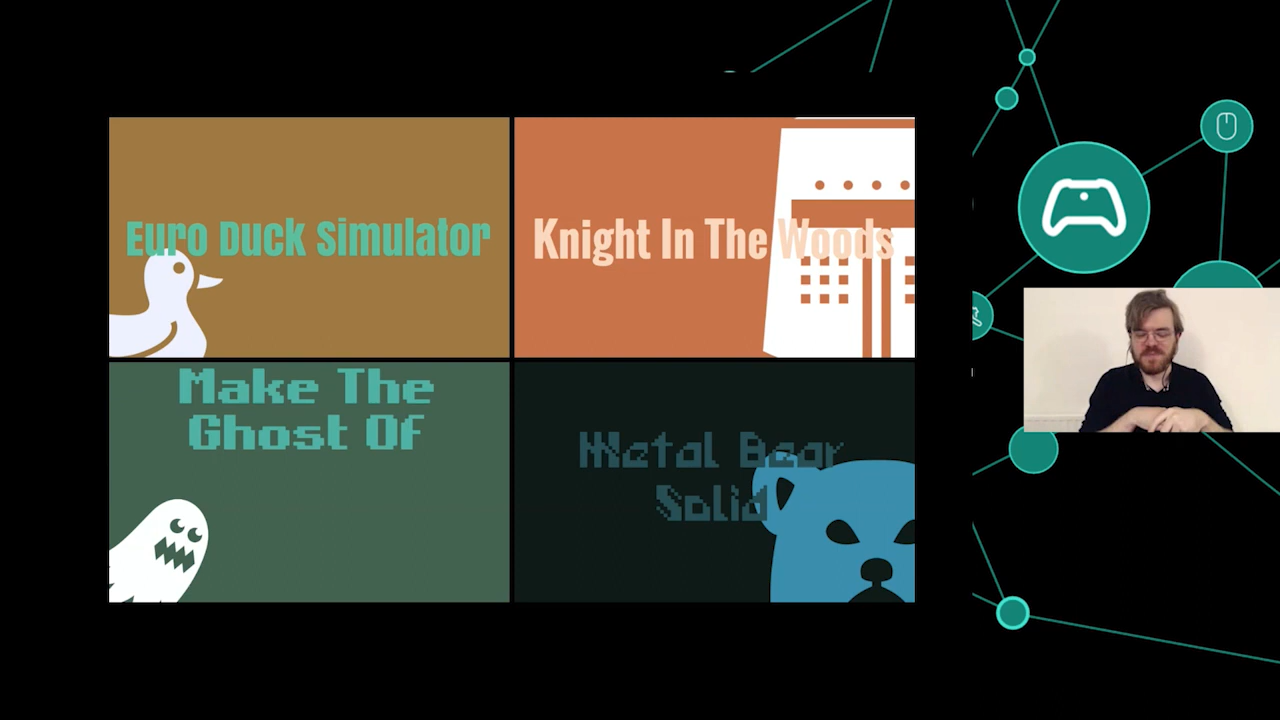 Euro Duck Simulator
Knight In The Woods
Make The
Ghost Of
Metal Bear
Solid